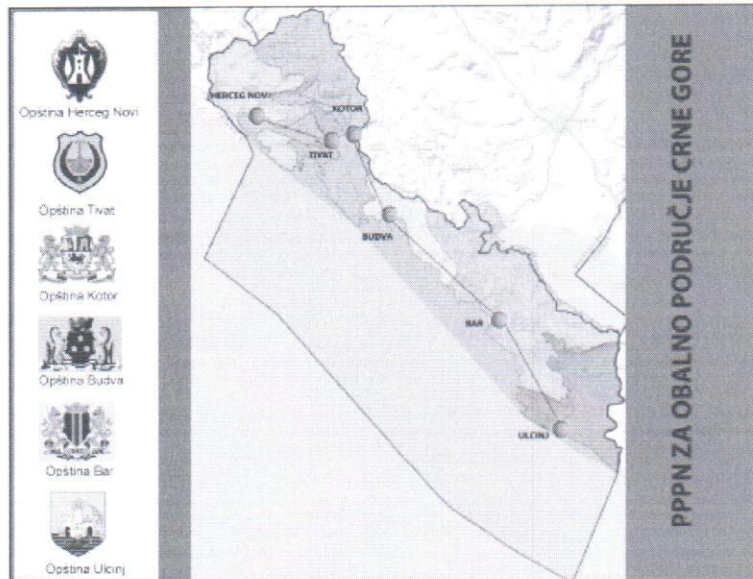 Opština Herceg Novi
Opština Tivat
Opština Kotor
Opština Budva
Opština Bar
Opština Ulcinj
HERCEG NOVI
KOTOR
TIVAT
BUDVA
BAR
ULCINJ
PPPN ZA OBALNO PODRUČJE CRNE GORE